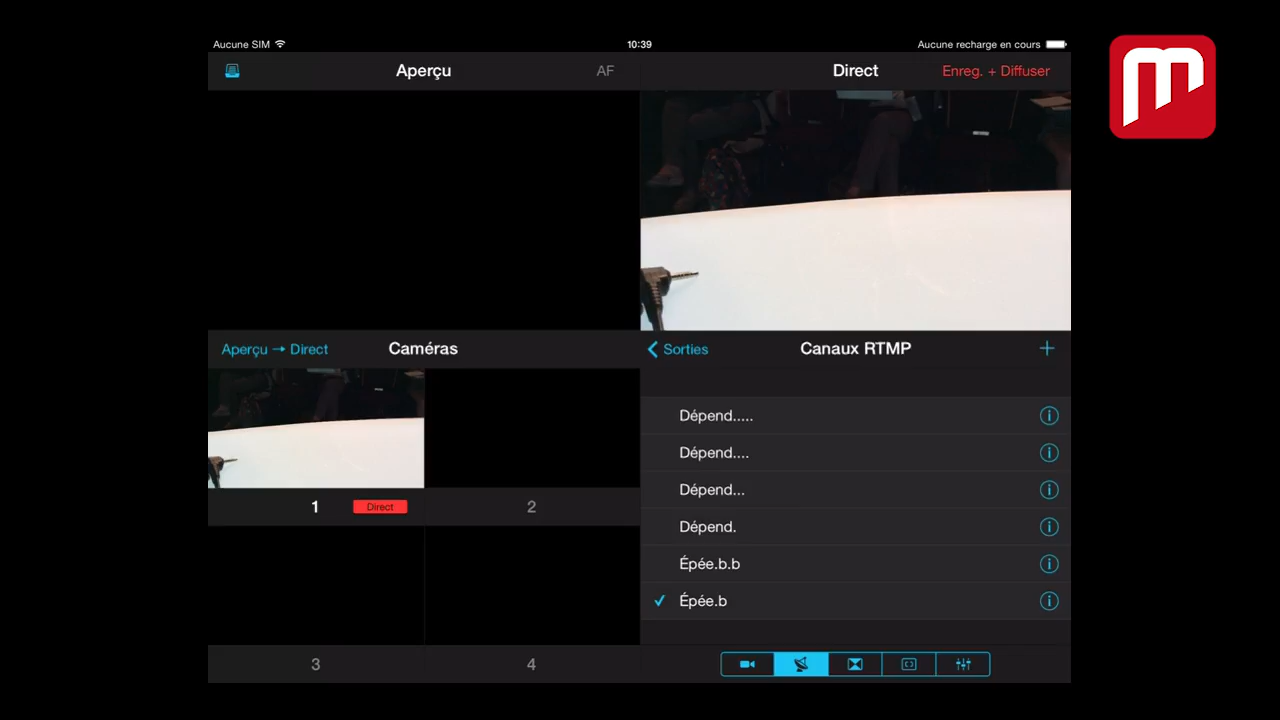 Aucune SIM
10:39
Aucune recharge en cours
Aperçu
AF
Direct
Enreg. + Diffuser
Aperçu → Direct
Caméras
1
Direct
2
3
4
Sorties
Canaux RTMP
+
Dépend.....
Dépend....
Dépend...
Dépend.
Épée.b.b
Épée.b